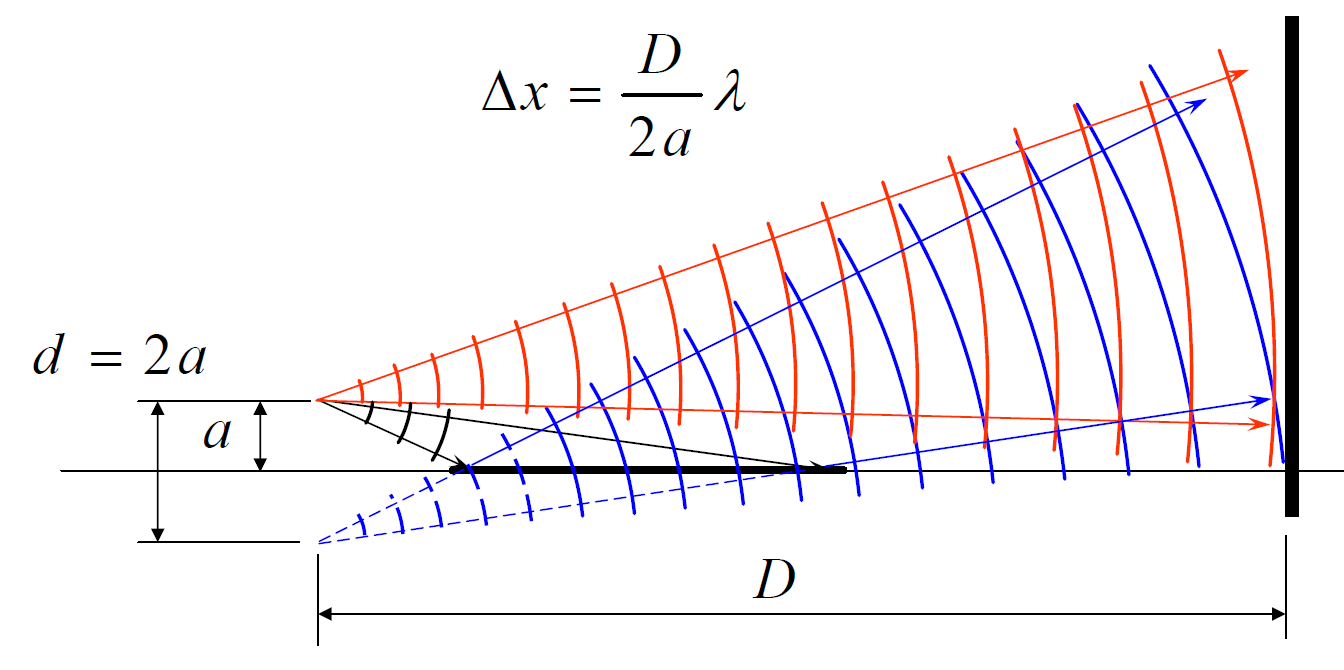 Δx = D/2a λ
d = 2a
a
D